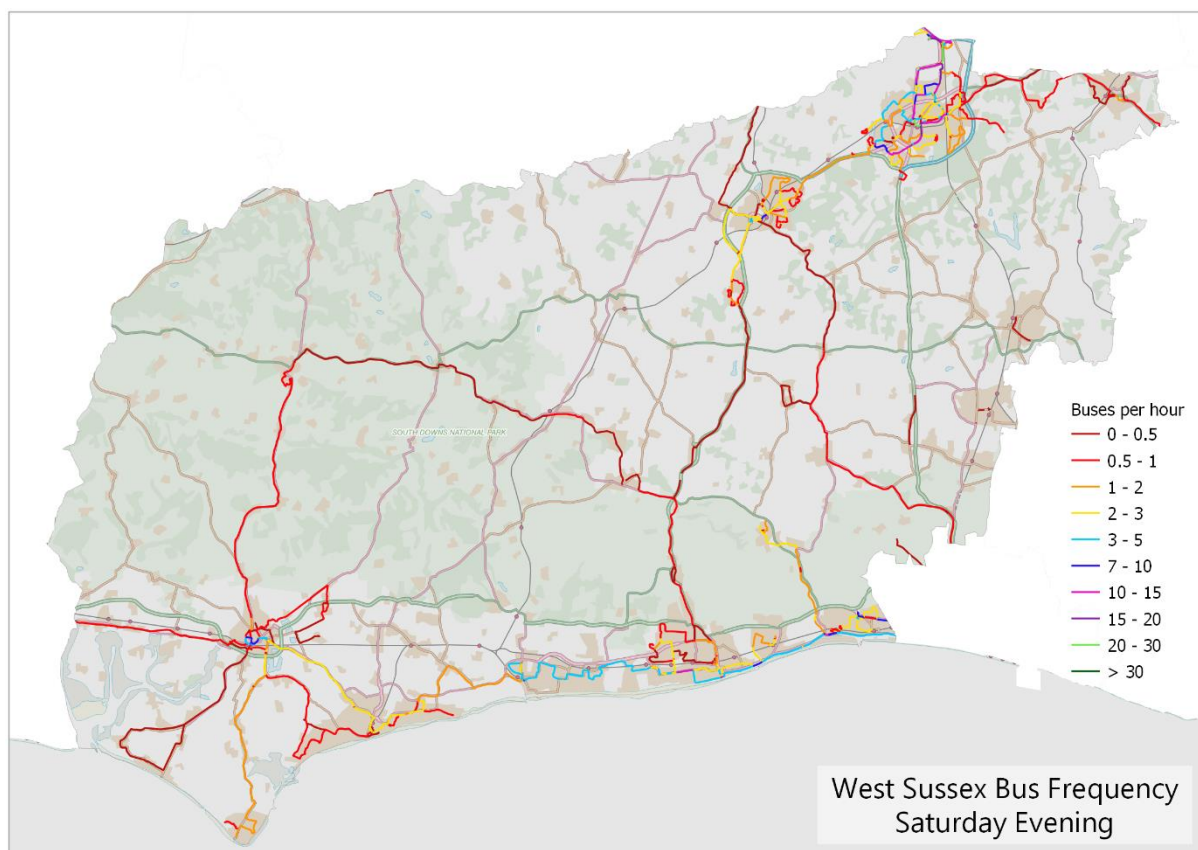 SOUTH DOWNS NATIONAL PARK
Buses per hour
0 - 0.5
0.5 - 1
1 - 2
2 - 3
3 - 5
7 - 10
10 - 15
15 - 20
20 - 30
> 30
West Sussex Bus Frequency
Saturday Evening